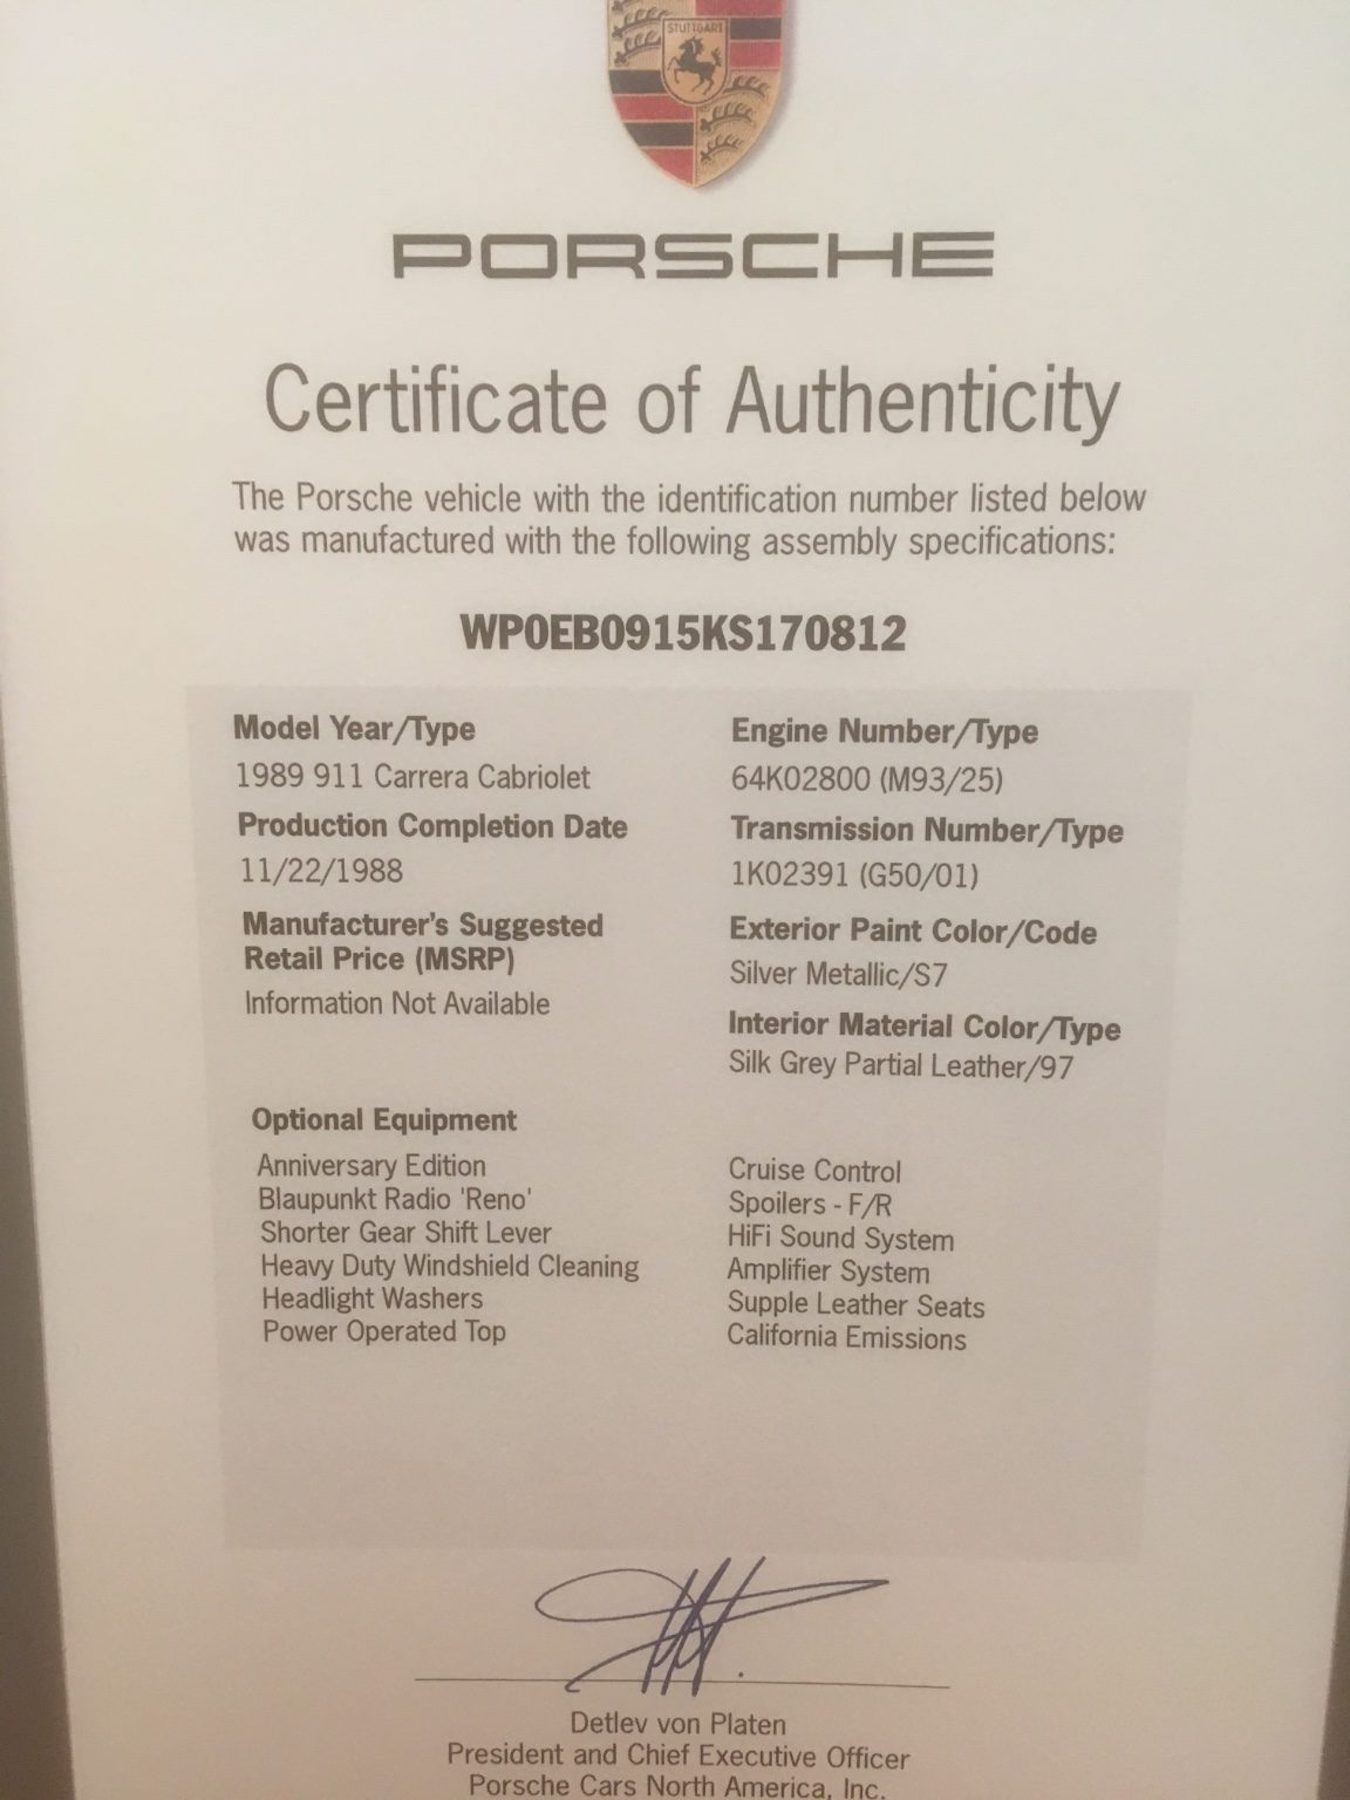 STUTTGART
PORSCHE
Certificate of Authenticity
The Porsche vehicle with the identification number listed below
was manufactured with the following assembly specifications:
WP0EB0915KS170812
Model Year/Type
1989 911 Carrera Cabriolet
Production Completion Date
11/22/1988
Manufacturer's Suggested
Retail Price (MSRP)
Information Not Available
Engine Number/Type
64K02800 (M93/25)
Transmission Number/Type
1K02391 (G50/01)
Exterior Paint Color/Code
Silver Metallic/S7
Interior Material Color/Type
Silk Grey Partial Leather/97
Optional Equipment
Anniversary Edition
Blaupunkt Radio 'Reno'
Shorter Gear Shift Lever
Heavy Duty Windshield Cleaning
Headlight Washers
Power Operated Top
Cruise Control
Spoilers - F/R
HiFi Sound System
Amplifier System
Supple Leather Seats
California Emissions
Detlev von Platen
President and Chief Executive Officer
Porsche Cars North America, Inc.